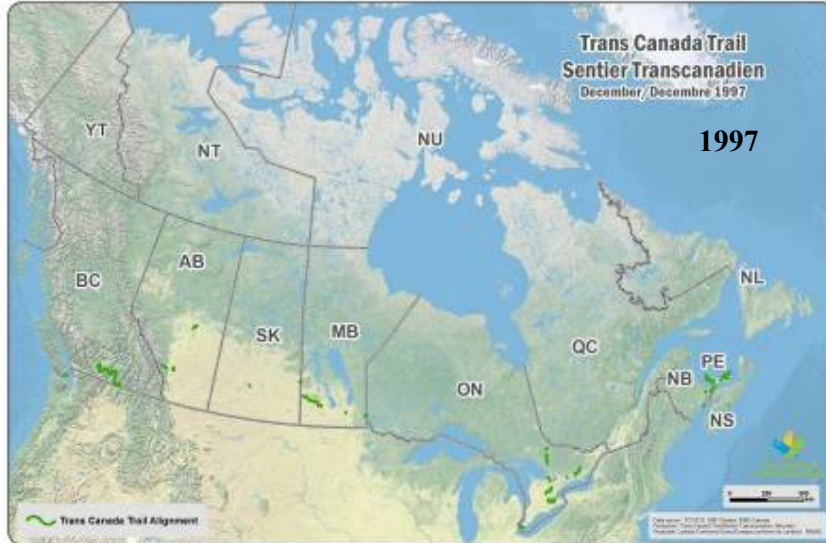 Trans Canada Trail
Sentier Transcanadien
December/Decembre 1997
1997
YT
NT
NU
BC
AB
SK
MB
ON
QC
NL
PE
NB
NS
Trans Canada Trail Alignment
0